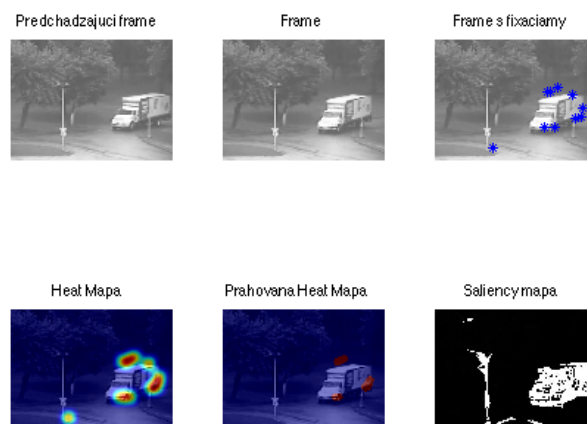 Predchadzajuci frame
Frame
Frame s fixaciamy
Heat Mapa
Prahovana Heat Mapa
Saliency mapa